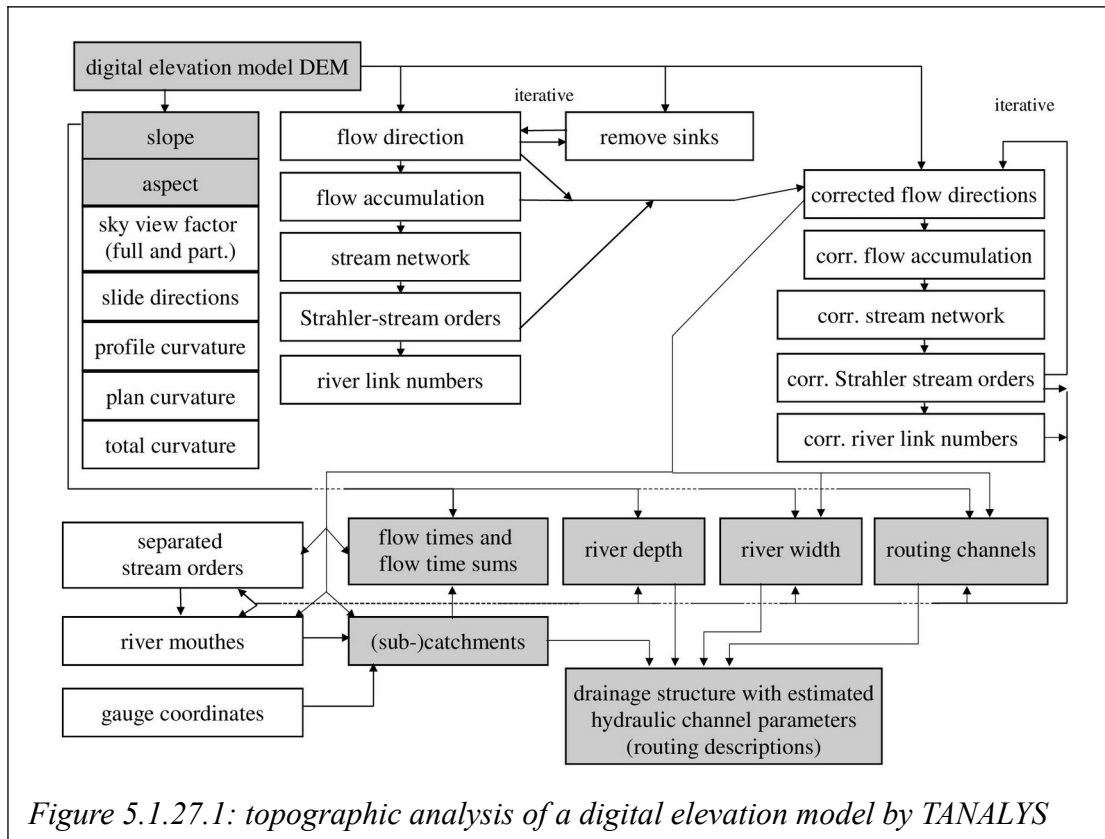 digital elevation model DEM
iterative
iterative
slope
aspect
sky view factor
(full and part.)
slide directions
profile curvature
plan curvature
total curvature
flow direction
remove sinks
flow accumulation
stream network
Strahler-stream orders
river link numbers
corrected flow directions
corr. flow accumulation
corr. stream network
corr. Strahler stream orders
corr. river link numbers
separated
stream orders
flow times and
flow time sums
river depth
river width
routing channels
river mouthes
(sub-)catchments
gauge coordinates
drainage structure with estimated
hydraulic channel parameters
(routing descriptions)
Figure 5.1.27.1: topographic analysis of a digital elevation model by TANALYS